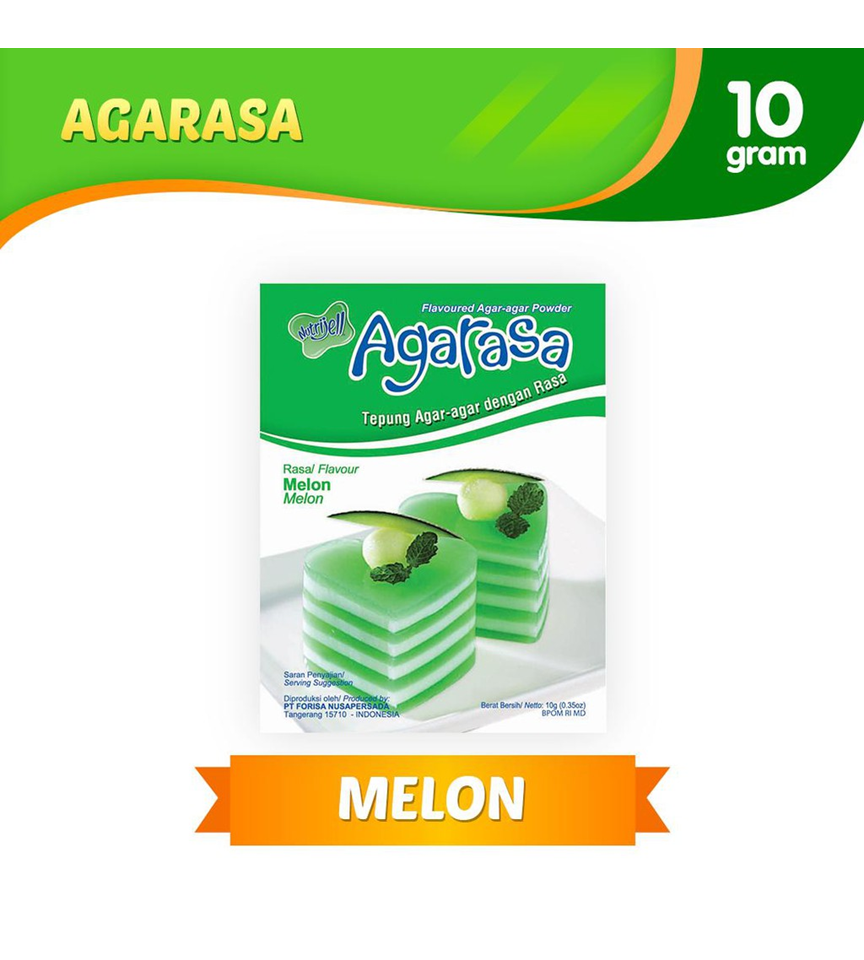 AGARASA
10
gram
Flavoured Agar-agar Powder
Nutrijell
Agarasa
Tepung Agar-agar dengan Rasa
Rasa/ Flavour
Melon
Melon
Saran Penyajian/
Serving Suggestion
Diproduksi oleh/ Produced by:
PT FORISA NUSAPERSADA
Tangerang 15710 - INDONESIA
Berat Bersih/ Netto: 10g (0.35oz)
BPOM RI MD
MELON